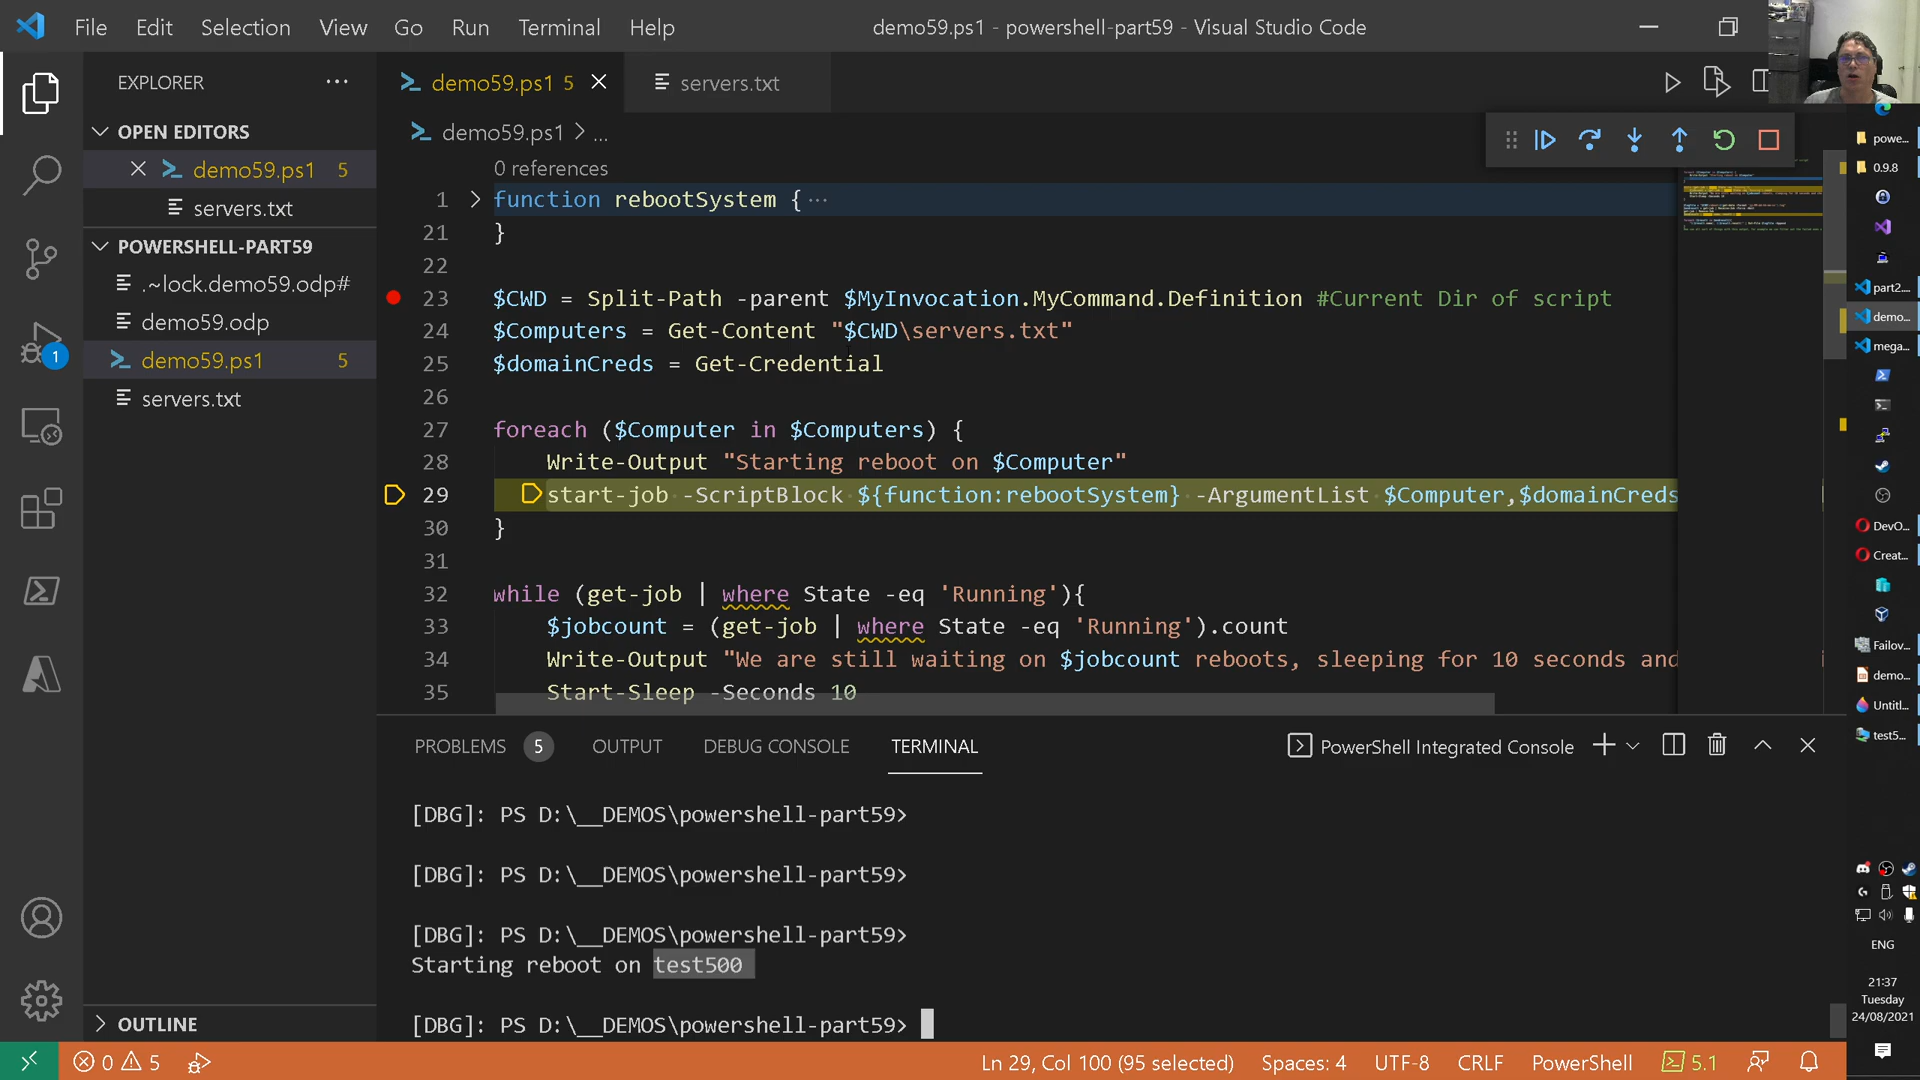 File Edit Selection View Go Run Terminal Help
demo59.ps1 - powershell-part59 - Visual Studio Code
EXPLORER
OPEN EDITORS
demo59.ps1 5
servers.txt
POWERSHELL-PART59
.~lock.demo59.odp#
demo59.odp
demo59.ps1 5
servers.txt
OUTLINE
1
demo59.ps1 5
servers.txt
demo59.ps1 > ...
0 references
1 function rebootSystem { ...
21 }
22
23 $CWD = Split-Path -parent $MyInvocation.MyCommand.Definition #Current Dir of script
24 $Computers = Get-Content "$CWD\servers.txt"
25 $domainCreds = Get-Credential
26
27 foreach ($Computer in $Computers) {
28 Write-Output "Starting reboot on $Computer"
29 start-job -ScriptBlock ${function:rebootSystem} -ArgumentList $Computer,$domainCreds
30 }
31
32 while (get-job | where State -eq 'Running'){
33 $jobcount = (get-job | where State -eq 'Running').count
34 Write-Output "We are still waiting on $jobcount reboots, sleeping for 10 seconds and
35 Start-Sleep -Seconds 10
PROBLEMS 5 OUTPUT DEBUG CONSOLE TERMINAL
PowerShell Integrated Console
[DBG]: PS D:\__DEMOS\powershell-part59>
[DBG]: PS D:\__DEMOS\powershell-part59>
[DBG]: PS D:\__DEMOS\powershell-part59>
Starting reboot on test500
[DBG]: PS D:\__DEMOS\powershell-part59>
0 5
Ln 29, Col 100 (95 selected) Spaces: 4 UTF-8 CRLF PowerShell 5.1
powe...
0.9.8
part2...
demo...
mega...
DevO...
Creat...
Failov...
demo...
Untitl...
test5...
ENG
21:37
Tuesday
24/08/2021